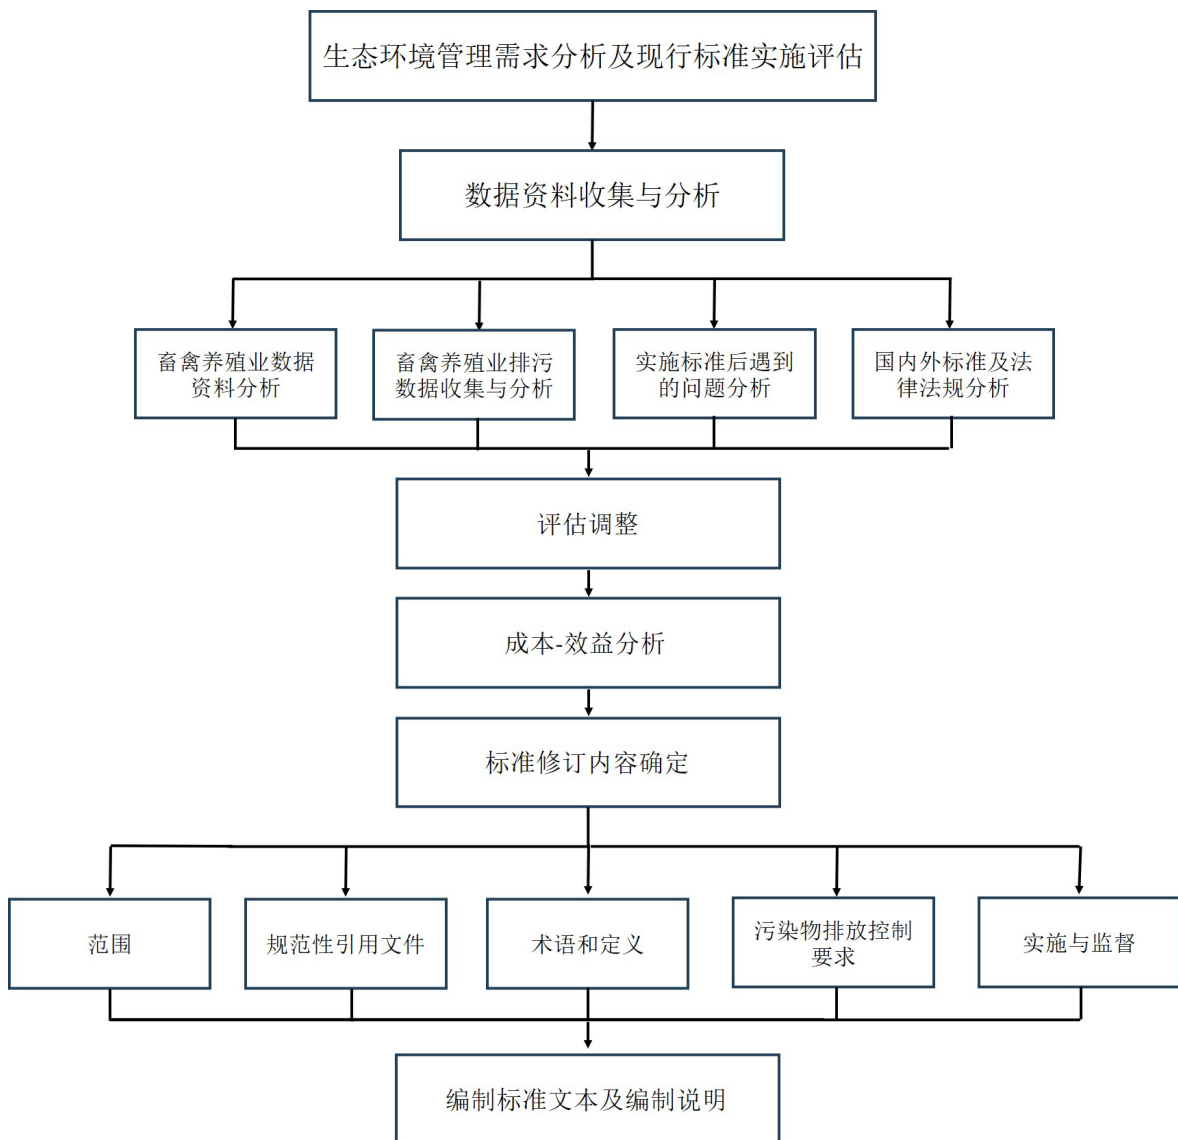 生态环境管理需求分析及现行标准实施评估
数据资料收集与分析
畜禽养殖业数据
资料分析
畜禽养殖业排污
数据收集与分析
实施标准后遇到
的问题分析
国内外标准及法
律法规分析
评估调整
成本-效益分析
标准修订内容确定
范围
规范性引用文件
术语和定义
污染物排放控制
要求
实施与监督
编制标准文本及编制说明